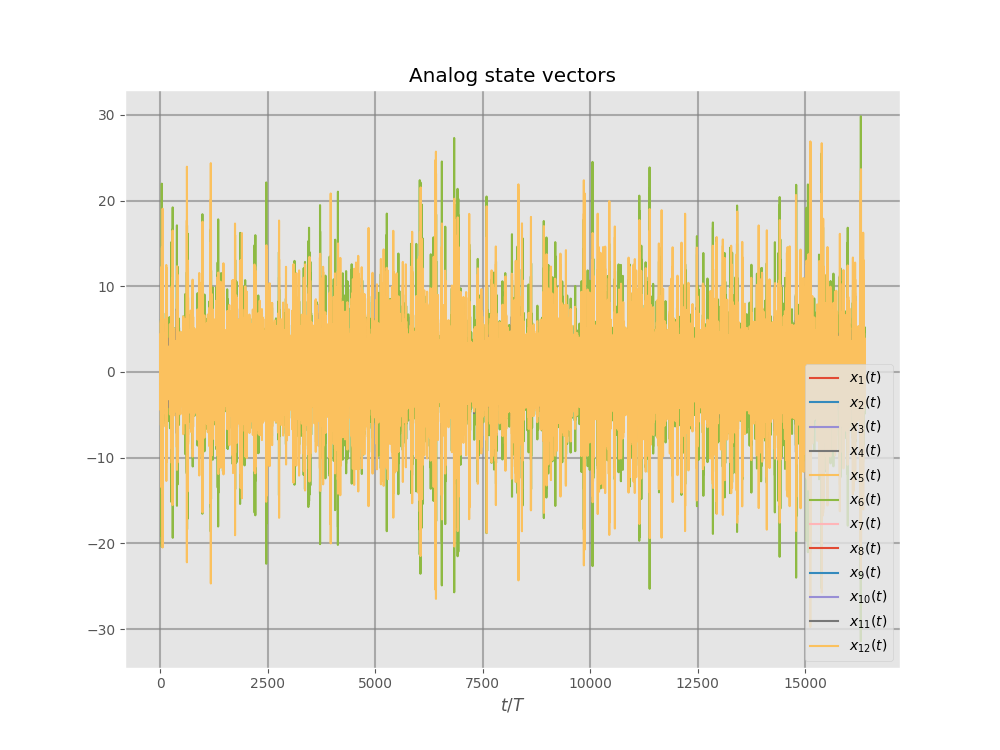 Analog state vectors
30
20
10
0
−10
−20
−30
0 2500 5000 7500 10000 12500 15000
t/T
x₁(t)
x₂(t)
x₃(t)
x₄(t)
x₅(t)
x₆(t)
x₇(t)
x₈(t)
x₉(t)
x₁₀(t)
x₁₁(t)
x₁₂(t)